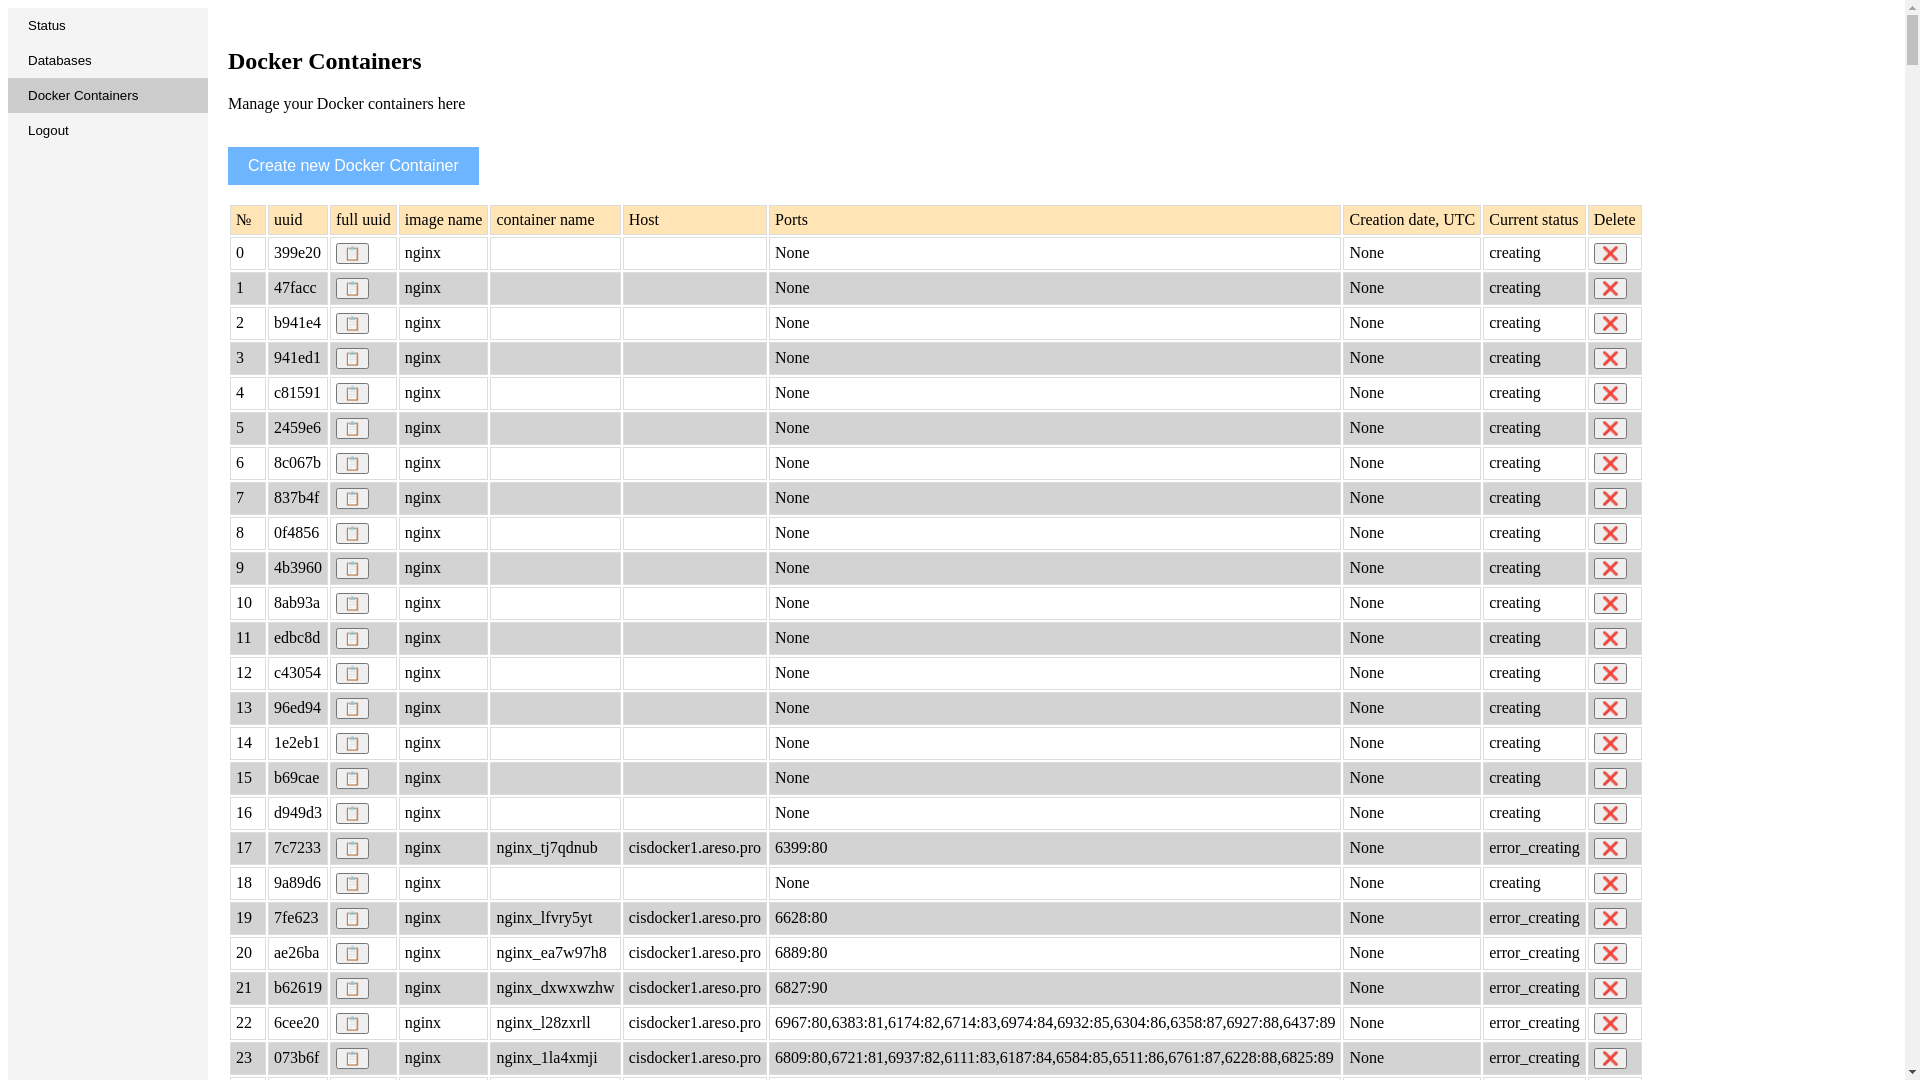 Status
Databases
Docker Containers
Logout
Docker Containers
Manage your Docker containers here
Create new Docker Container
№ uuid full uuid image name container name Host Ports Creation date, UTC Current status Delete
0 399e20 nginx None None creating
1 47facc nginx None None creating
2 b941e4 nginx None None creating
3 941ed1 nginx None None creating
4 c81591 nginx None None creating
5 2459e6 nginx None None creating
6 8c067b nginx None None creating
7 837b4f nginx None None creating
8 0f4856 nginx None None creating
9 4b3960 nginx None None creating
10 8ab93a nginx None None creating
11 edbc8d nginx None None creating
12 c43054 nginx None None creating
13 96ed94 nginx None None creating
14 1e2eb1 nginx None None creating
15 b69cae nginx None None creating
16 d949d3 nginx None None creating
17 7c7233 nginx nginx_tj7qdnub cisdocker1.areso.pro 6399:80 None error_creating
18 9a89d6 nginx None None creating
19 7fe623 nginx nginx_lfvry5yt cisdocker1.areso.pro 6628:80 None error_creating
20 ae26ba nginx nginx_ea7w97h8 cisdocker1.areso.pro 6889:80 None error_creating
21 b62619 nginx nginx_dxwxwzhw cisdocker1.areso.pro 6827:90 None error_creating
22 6cee20 nginx nginx_l28zxrll cisdocker1.areso.pro 6967:80,6383:81,6174:82,6714:83,6974:84,6932:85,6304:86,6358:87,6927:88,6437:89 None error_creating
23 073b6f nginx nginx_1la4xmji cisdocker1.areso.pro 6809:80,6721:81,6937:82,6111:83,6187:84,6584:85,6511:86,6761:87,6228:88,6825:89 None error_creating